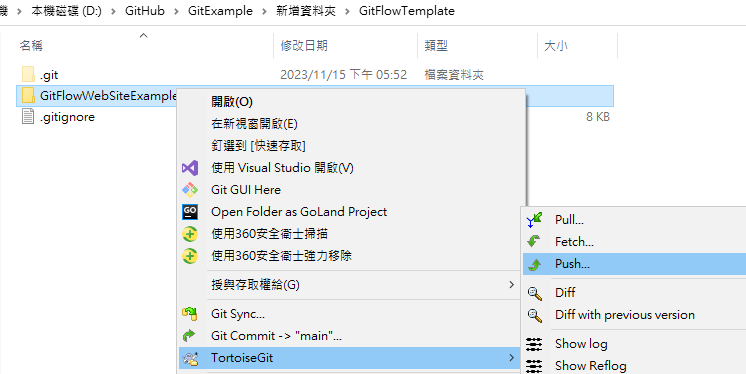 機 › 本機磁碟 (D:) › GitHub › GitExample › 新增資料夾 › GitFlowTemplate
名稱 修改日期 類型 大小
.git 2023/11/15 下午 05:52 檔案資料夾
GitFlowWebSiteExample
.gitignore 8 KB
開啟(O)
在新視窗開啟(E)
釘選到 [快速存取]
使用 Visual Studio 開啟(V)
Git GUI Here
Open Folder as GoLand Project
使用360安全衛士掃描
使用360安全衛士強力移除
授與存取權給(G)
Git Sync...
Git Commit -> "main"...
TortoiseGit
Pull...
Fetch...
Push...
Diff
Diff with previous version
Show log
Show Reflog